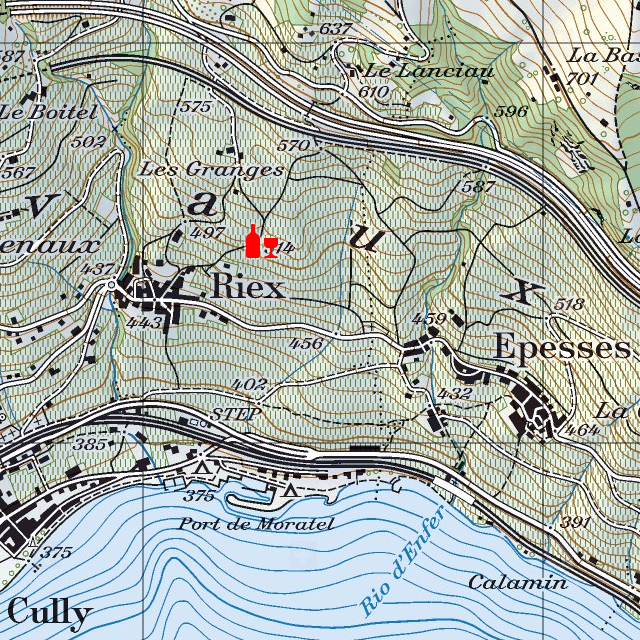 637
587
La Ba
701
Le Lanciau
610
575
596
Le Boitel
502
570
Les Granges
567
587
V
a
u
x
497
enaux
437
Riex
518
443
459
456
Epesses
402
432
STEP
La
464
385
375
Port de Moratel
391
375
Rio d'Enfer
Calamin
Cully